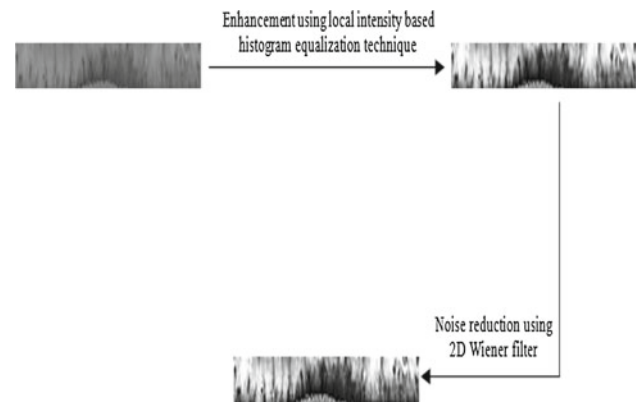 Enhancement using local intensity based
histogram equalization technique
Noise reduction using
2D Wiener filter